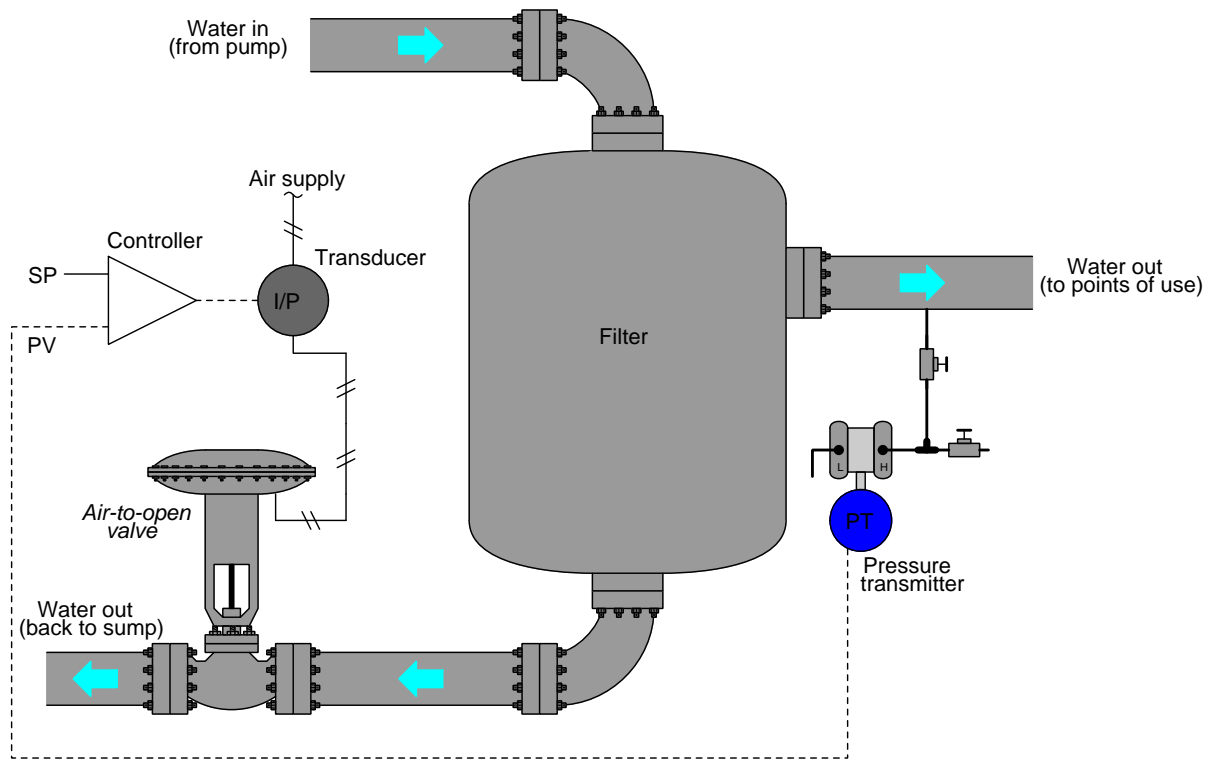 Water in
(from pump)
Air supply
Controller
Transducer
SP
I/P
Water out
(to points of use)
PV
Filter
L
H
Air-to-open
valve
PT
Pressure
transmitter
Water out
(back to sump)